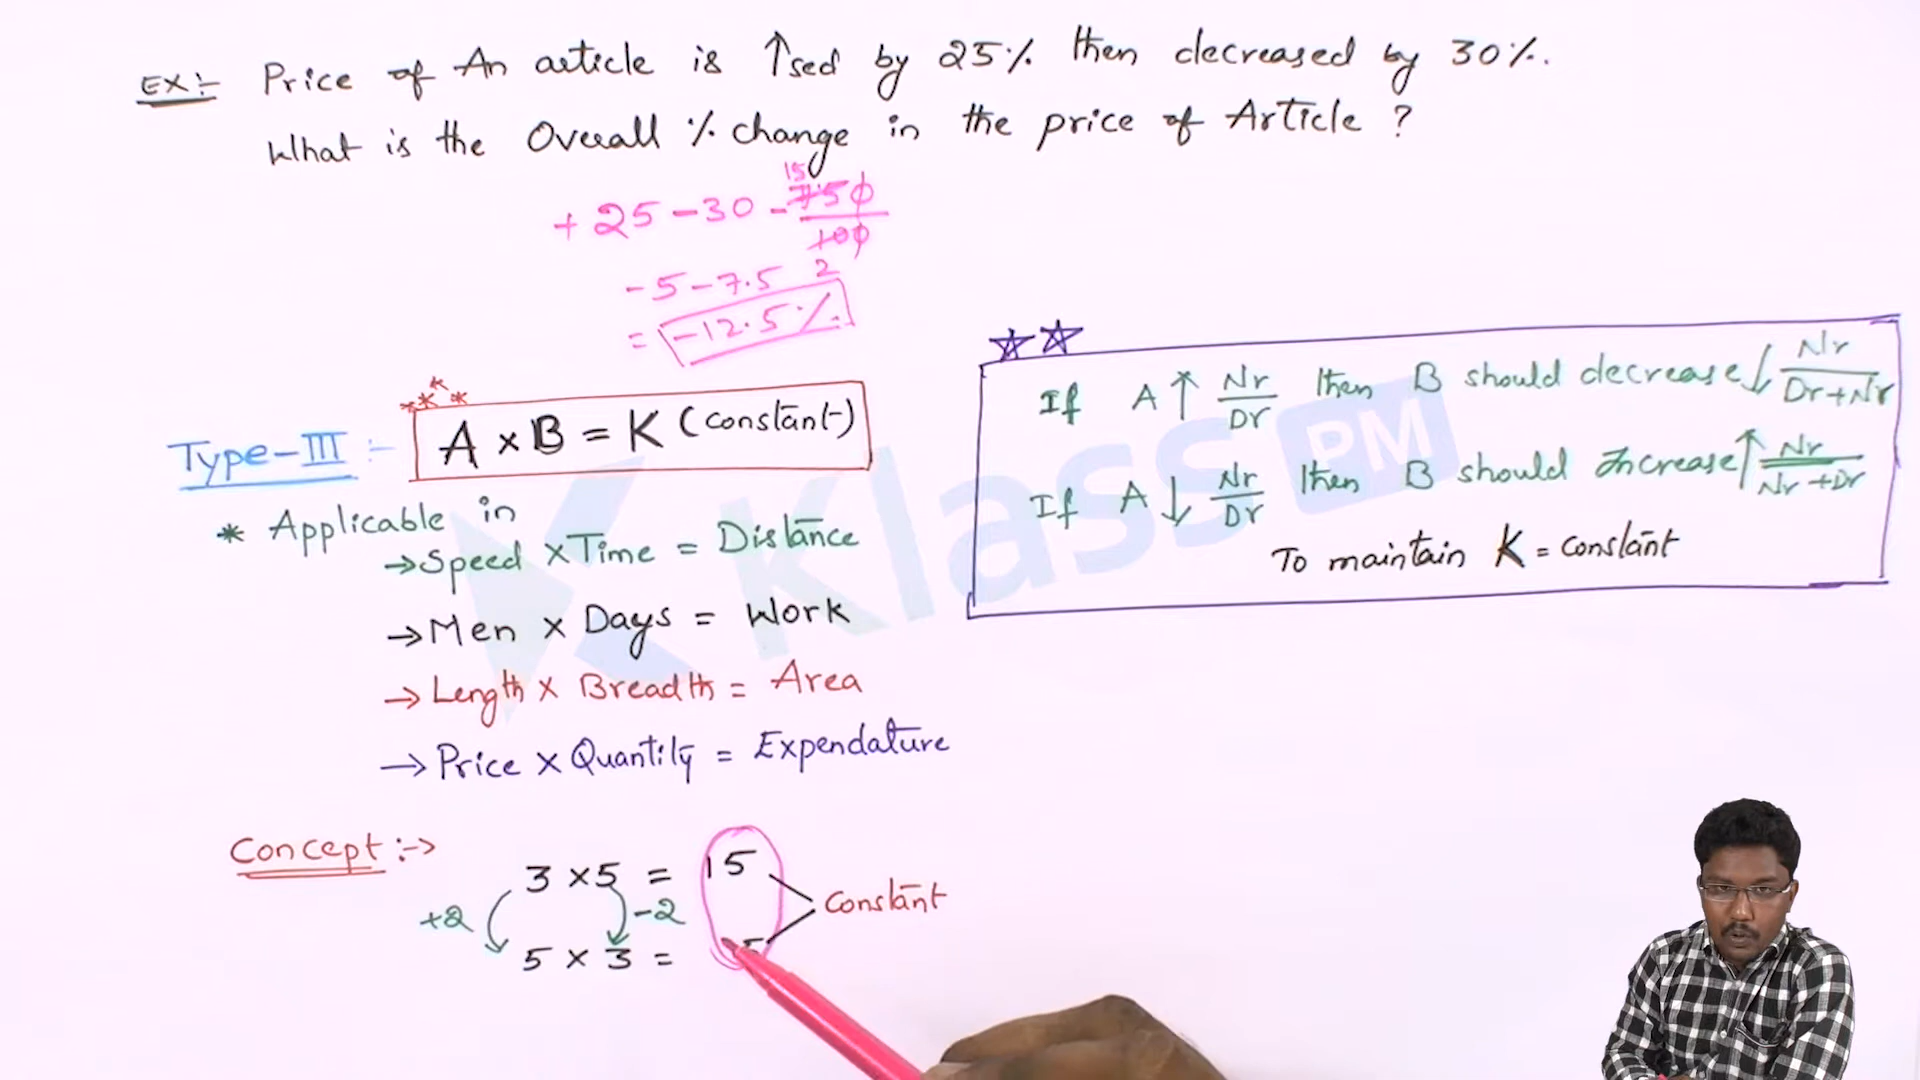 EX:- Price of An article is ↑sed by 25% then decreased by 30%.
What is the Overall % change in the price of Article ?
+ 25 - 30 - 750/100
15
2
- 5 - 7.5
= -12.5%
Type-III :- A × B = K (constant)
* Applicable in
→ Speed × Time = Distance
→ Men × Days = Work
→ Length × Breadth = Area
→ Price × Quantity = Expendature
If A ↑ Nr/Dr then B should decrease ↓ Nr/Dr+Nr
If A ↓ Nr/Dr then B should Increase ↑ Nr/Nr+Dr
To maintain K = constant
Klass PM
Concept :->
3 × 5 = 15
+2 -2 Constant
5 × 3 =